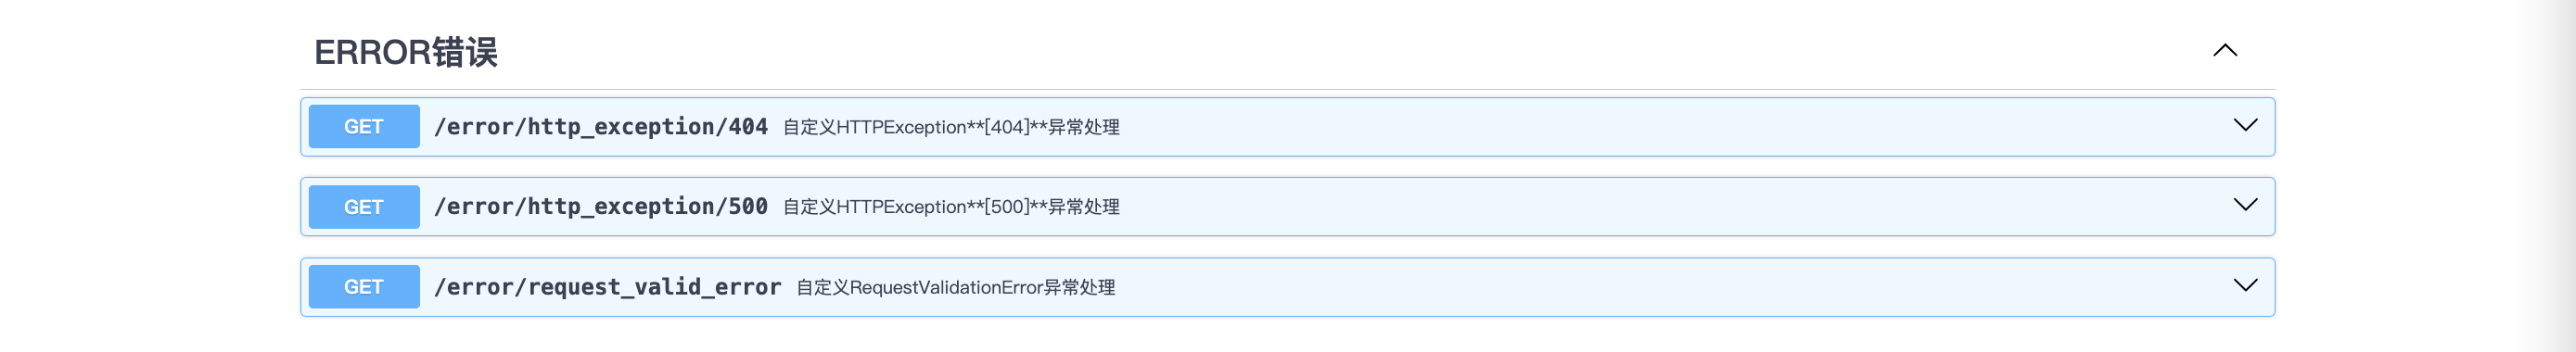 ERROR错误
GET /error/http_exception/404 自定义HTTPException**[404]**异常处理
GET /error/http_exception/500 自定义HTTPException**[500]**异常处理
GET /error/request_valid_error 自定义RequestValidationError异常处理